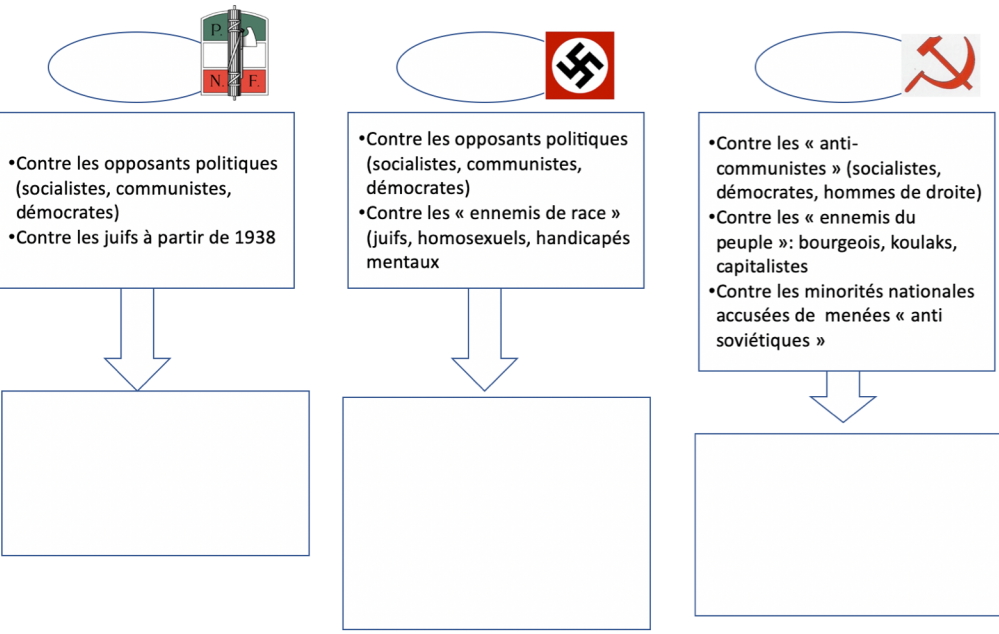 P.
N. F.
•Contre les opposants politiques
(socialistes, communistes,
démocrates)
•Contre les juifs à partir de 1938
•Contre les opposants politiques
(socialistes, communistes,
démocrates)
•Contre les « ennemis de race »
(juifs, homosexuels, handicapés
mentaux
•Contre les « anti-
communistes » (socialistes,
démocrates, hommes de droite)
•Contre les « ennemis du
peuple »: bourgeois, koulaks,
capitalistes
•Contre les minorités nationales
accusées de  menées « anti
soviétiques »